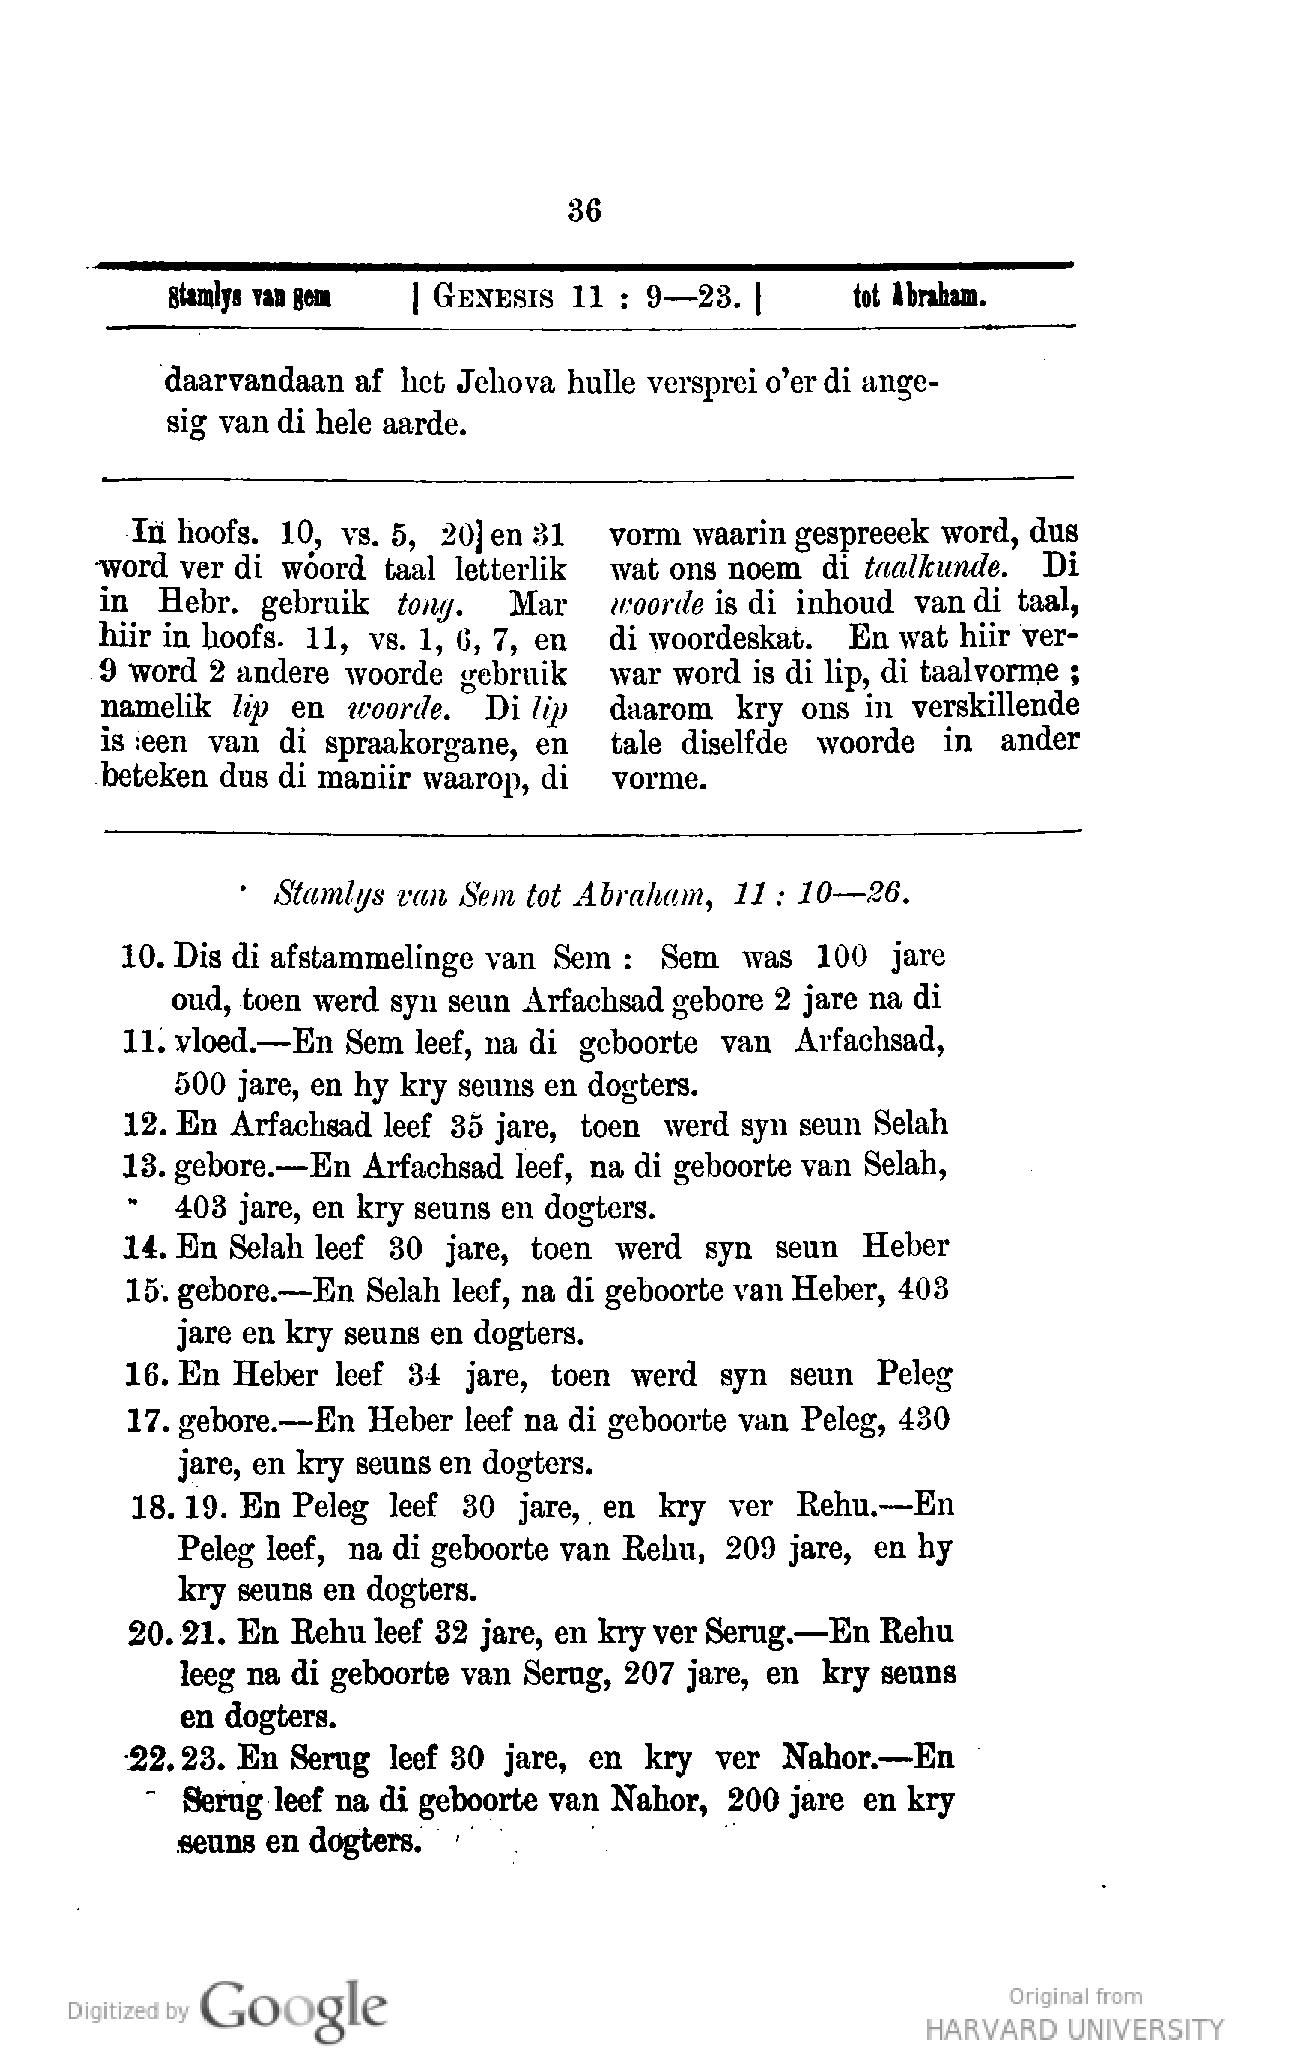 36
Stamlys van Sem | GENESIS 11 : 9—23. | tot Abraham.
daarvandaan af het Jehova hulle versprei o'er di ange-
sig van di hele aarde.
In hoofs. 10, vs. 5, 20] en 31
word ver di woord taal letterlik
in Hebr. gebruik tong. Mar
hiir in hoofs. 11, vs. 1, 6, 7, en
9 word 2 andere woorde gebruik
namelik lip en woorde. Di lip
is een van di spraakorgane, en
beteken dus di maniir waarop, di
vorm waarin gespreeek word, dus
wat ons noem di taalkunde. Di
woorde is di inhoud van di taal,
di woordeskat. En wat hiir ver-
war word is di lip, di taalvorme ;
daarom kry ons in verskillende
tale diselfde woorde in ander
vorme.
Stamlys van Sem tot Abraham, 11 : 10—26.
10. Dis di afstammelinge van Sem : Sem was 100 jare
oud, toen werd syn seun Arfachsad gebore 2 jare na di
11. vloed.—En Sem leef, na di geboorte van Arfachsad,
500 jare, en hy kry seuns en dogters.
12. En Arfachsad leef 35 jare, toen werd syn seun Selah
13. gebore.—En Arfachsad leef, na di geboorte van Selah,
403 jare, en kry seuns en dogters.
14. En Selah leef 30 jare, toen werd syn seun Heber
15. gebore.—En Selah leef, na di geboorte van Heber, 403
jare en kry seuns en dogters.
16. En Heber leef 34 jare, toen werd syn seun Peleg
17. gebore.—En Heber leef na di geboorte van Peleg, 430
jare, en kry seuns en dogters.
18. 19. En Peleg leef 30 jare, en kry ver Rehu.—En
Peleg leef, na di geboorte van Rehu, 209 jare, en hy
kry seuns en dogters.
20. 21. En Rehu leef 32 jare, en kry ver Serug.—En Rehu
leeg na di geboorte van Serug, 207 jare, en kry seuns
en dogters.
22. 23. En Serug leef 30 jare, en kry ver Nahor.—En
Serug leef na di geboorte van Nahor, 200 jare en kry
seuns en dogters.
Digitized by Google
Original from
HARVARD UNIVERSITY